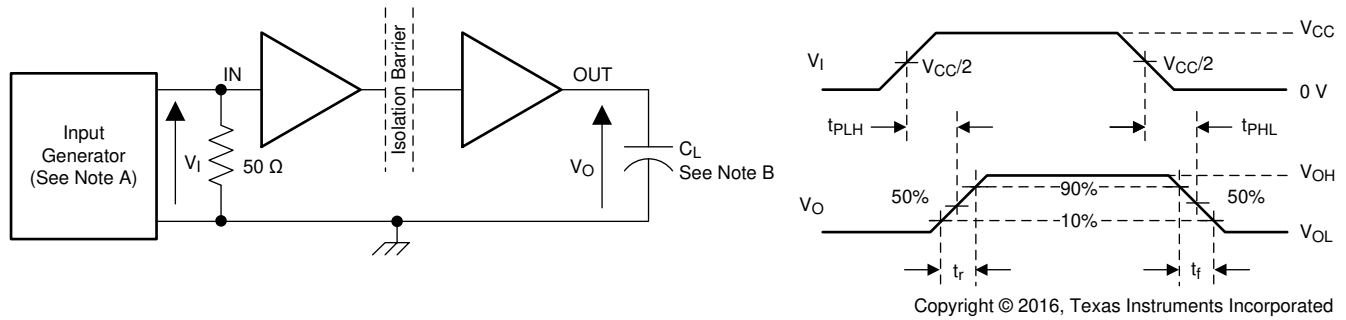 Input
Generator
(See Note A)
V_I
50 Ω
IN
Isolation Barrier
OUT
V_O
C_L
See Note B
V_I
V_CC/2
V_CC/2
V_CC
0 V
t_PLH
t_PHL
V_O
50%
90%
10%
50%
V_OH
V_OL
t_r
t_f
Copyright © 2016, Texas Instruments Incorporated